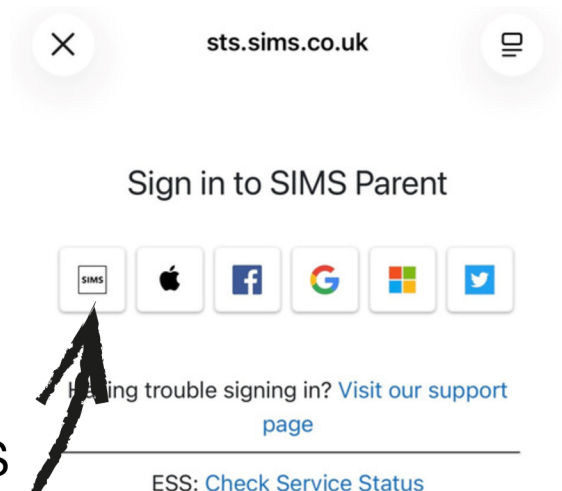 sts.sims.co.uk
Sign in to SIMS Parent
SIMS
trouble signing in? Visit our support
page
S
ESS: Check Service Status